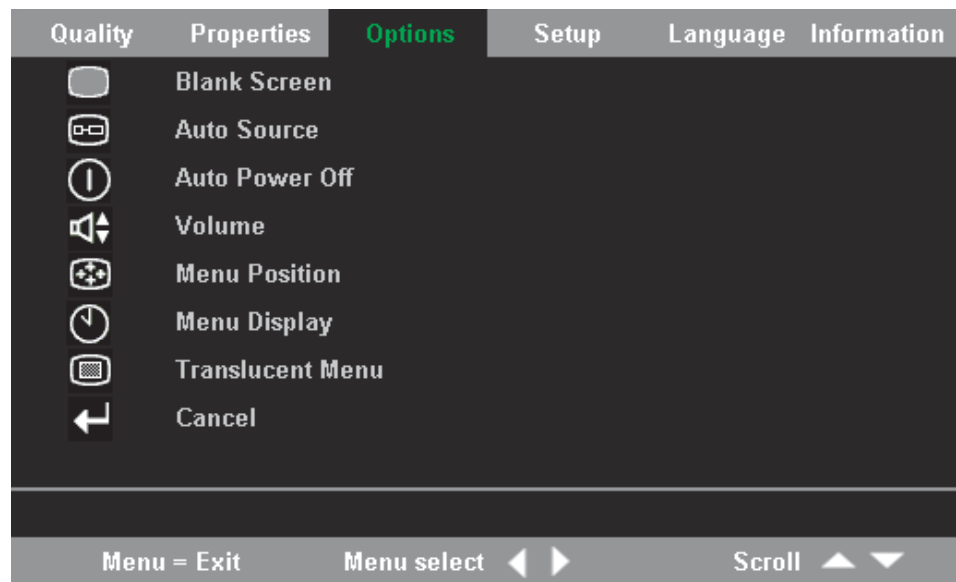 Quality Properties Options Setup Language Information
Blank Screen
Auto Source
Auto Power Off
Volume
Menu Position
Menu Display
Translucent Menu
Cancel
Menu = Exit Menu select Scroll